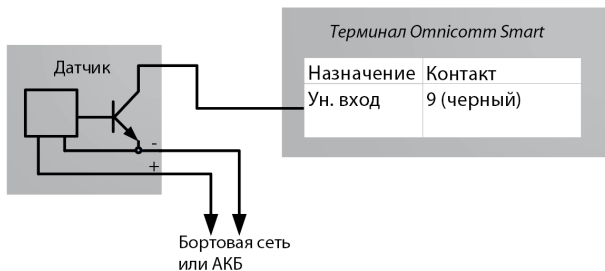 Терминал Omnicomm Smart
Датчик
Назначение Контакт
Ун. вход 9 (черный)
-
+
Бортовая сеть
или АКБ